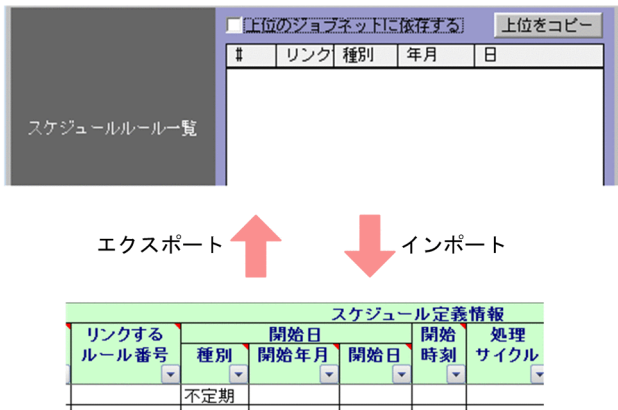 上位のジョブネットに依存する 上位をコピー
# リンク 種別 年月 日
スケジュールルール一覧
エクスポート インポート
スケジュール定義情報
リンクする
ルール番号
開始日
種別 開始年月 開始日
開始
時刻
処理
サイクル
不定期